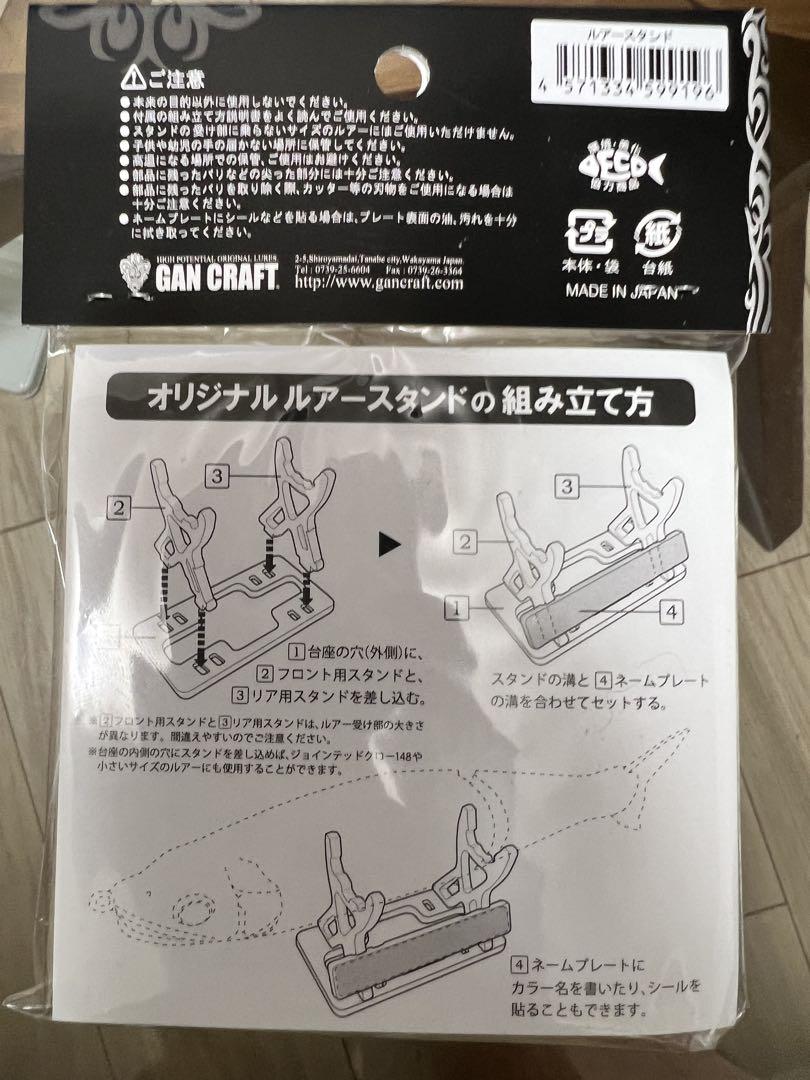 ルアースタンド
4 571334 599196
⚠ご注意
●本来の目的以外に使用しないでください。
●付属の組み立て方説明書をよく読んでご使用ください。
●スタンドの受け部に乗らないサイズのルアーにはご使用いただけません。
●子供や幼児の手の届かない場所に保管してください。
●高温になる場所での保管、ご使用はお避けください。
●部品に残ったバリなどの尖った部分には十分ご注意ください。
●部品に残ったバリを取り除く際、カッター等の刃物をご使用になる場合は
十分ご注意ください。
●ネームプレートにシールなどを貼る場合は、プレート表面の油、汚れを十分
に拭き取ってください。
ECO
協力商品
プラ
紙
本体・袋
台紙
MADE IN JAPAN
HIGH POTENTIAL ORIGINAL LURES
GAN CRAFT
2-5,Shiroyamadai,Tanabe city,Wakayama Japan.
Tel : 0739-25-6604 Fax : 0739-26-3364
http://www.gancraft.com
オリジナル ルアースタンドの組み立て方
2
3
2
3
1
4
1台座の穴(外側)に、
2フロント用スタンドと、
3リア用スタンドを差し込む。
スタンドの溝と4ネームプレート
の溝を合わせてセットする。
※2フロント用スタンドと3リア用スタンドは、ルアー受け部の大きさ
が異なります。間違えやすいのでご注意ください。
※台座の内側の穴にスタンドを差し込めば、ジョインテッドクロー148や
小さいサイズのルアーにも使用することができます。
4ネームプレートに
カラー名を書いたり、シールを
貼ることもできます。